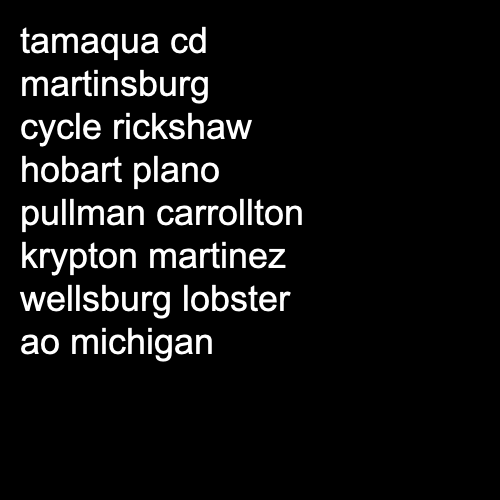 tamaqua cd
martinsburg
cycle rickshaw
hobart plano
pullman carrollton
krypton martinez
wellsburg lobster
ao michigan